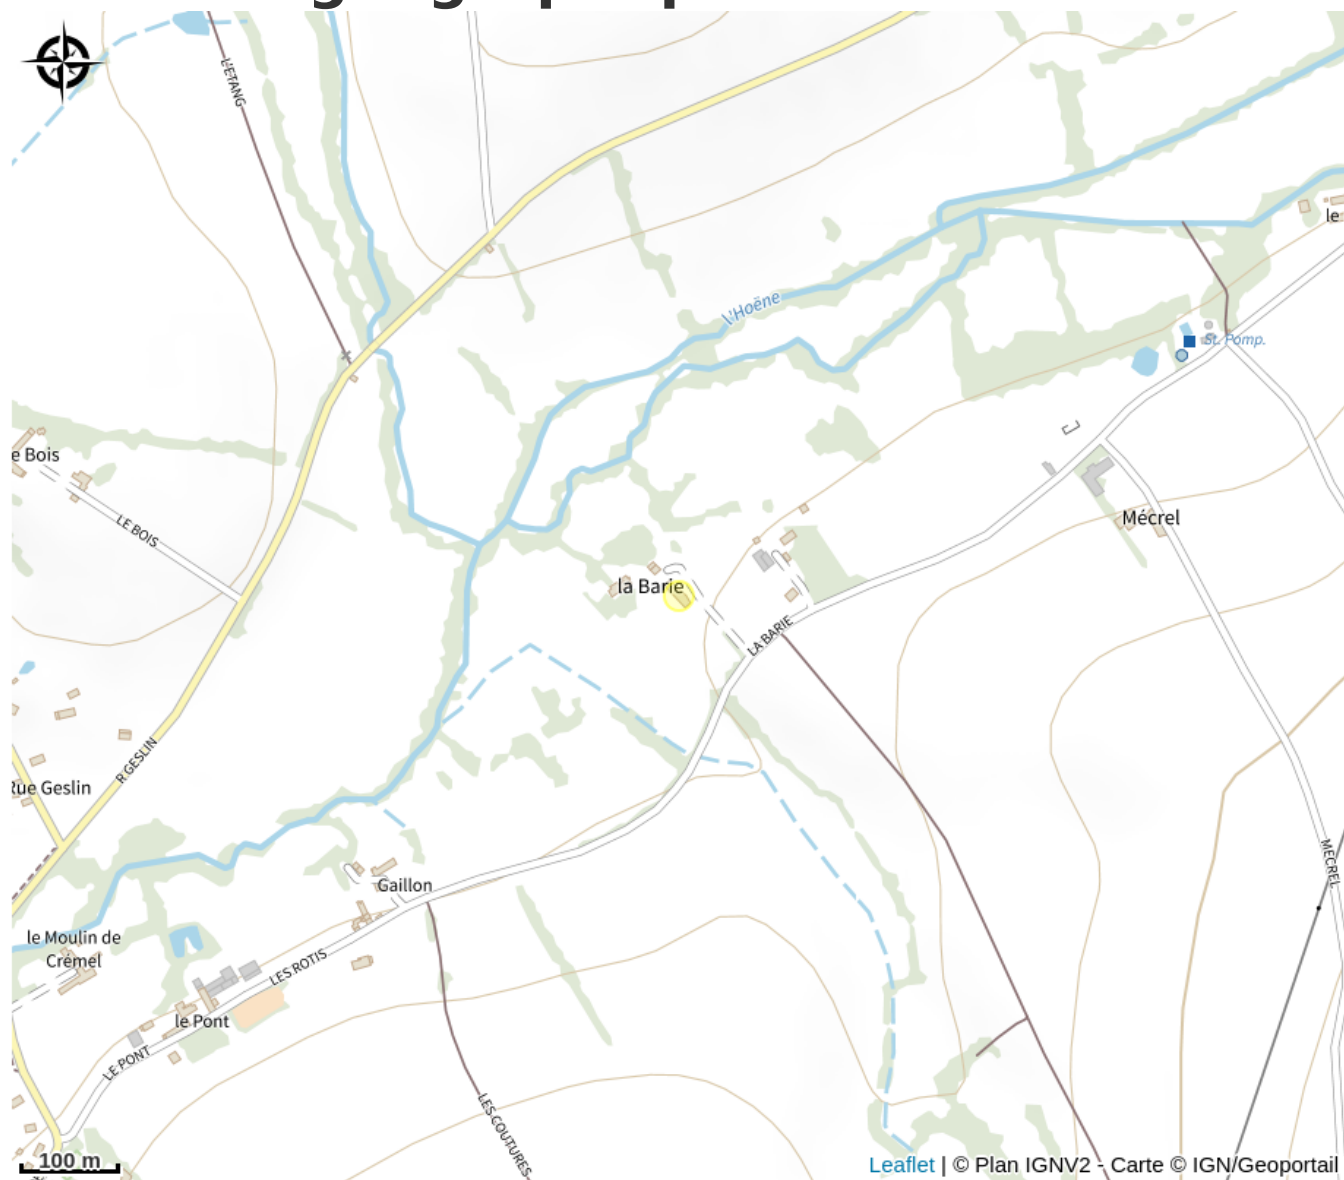 L'ETANG
l'Hoëne
le
St. Pomp.
e Bois
LE BOIS
Mécrel
la Barie
LA BARIE
R GESLIN
Rue Geslin
MECREL
Gaillon
le Moulin de
Crémel
LES ROTIS
le Pont
LE PONT
LES COUTURES
100 m
Leaflet | © Plan IGNV2 - Carte © IGN/Geoportail